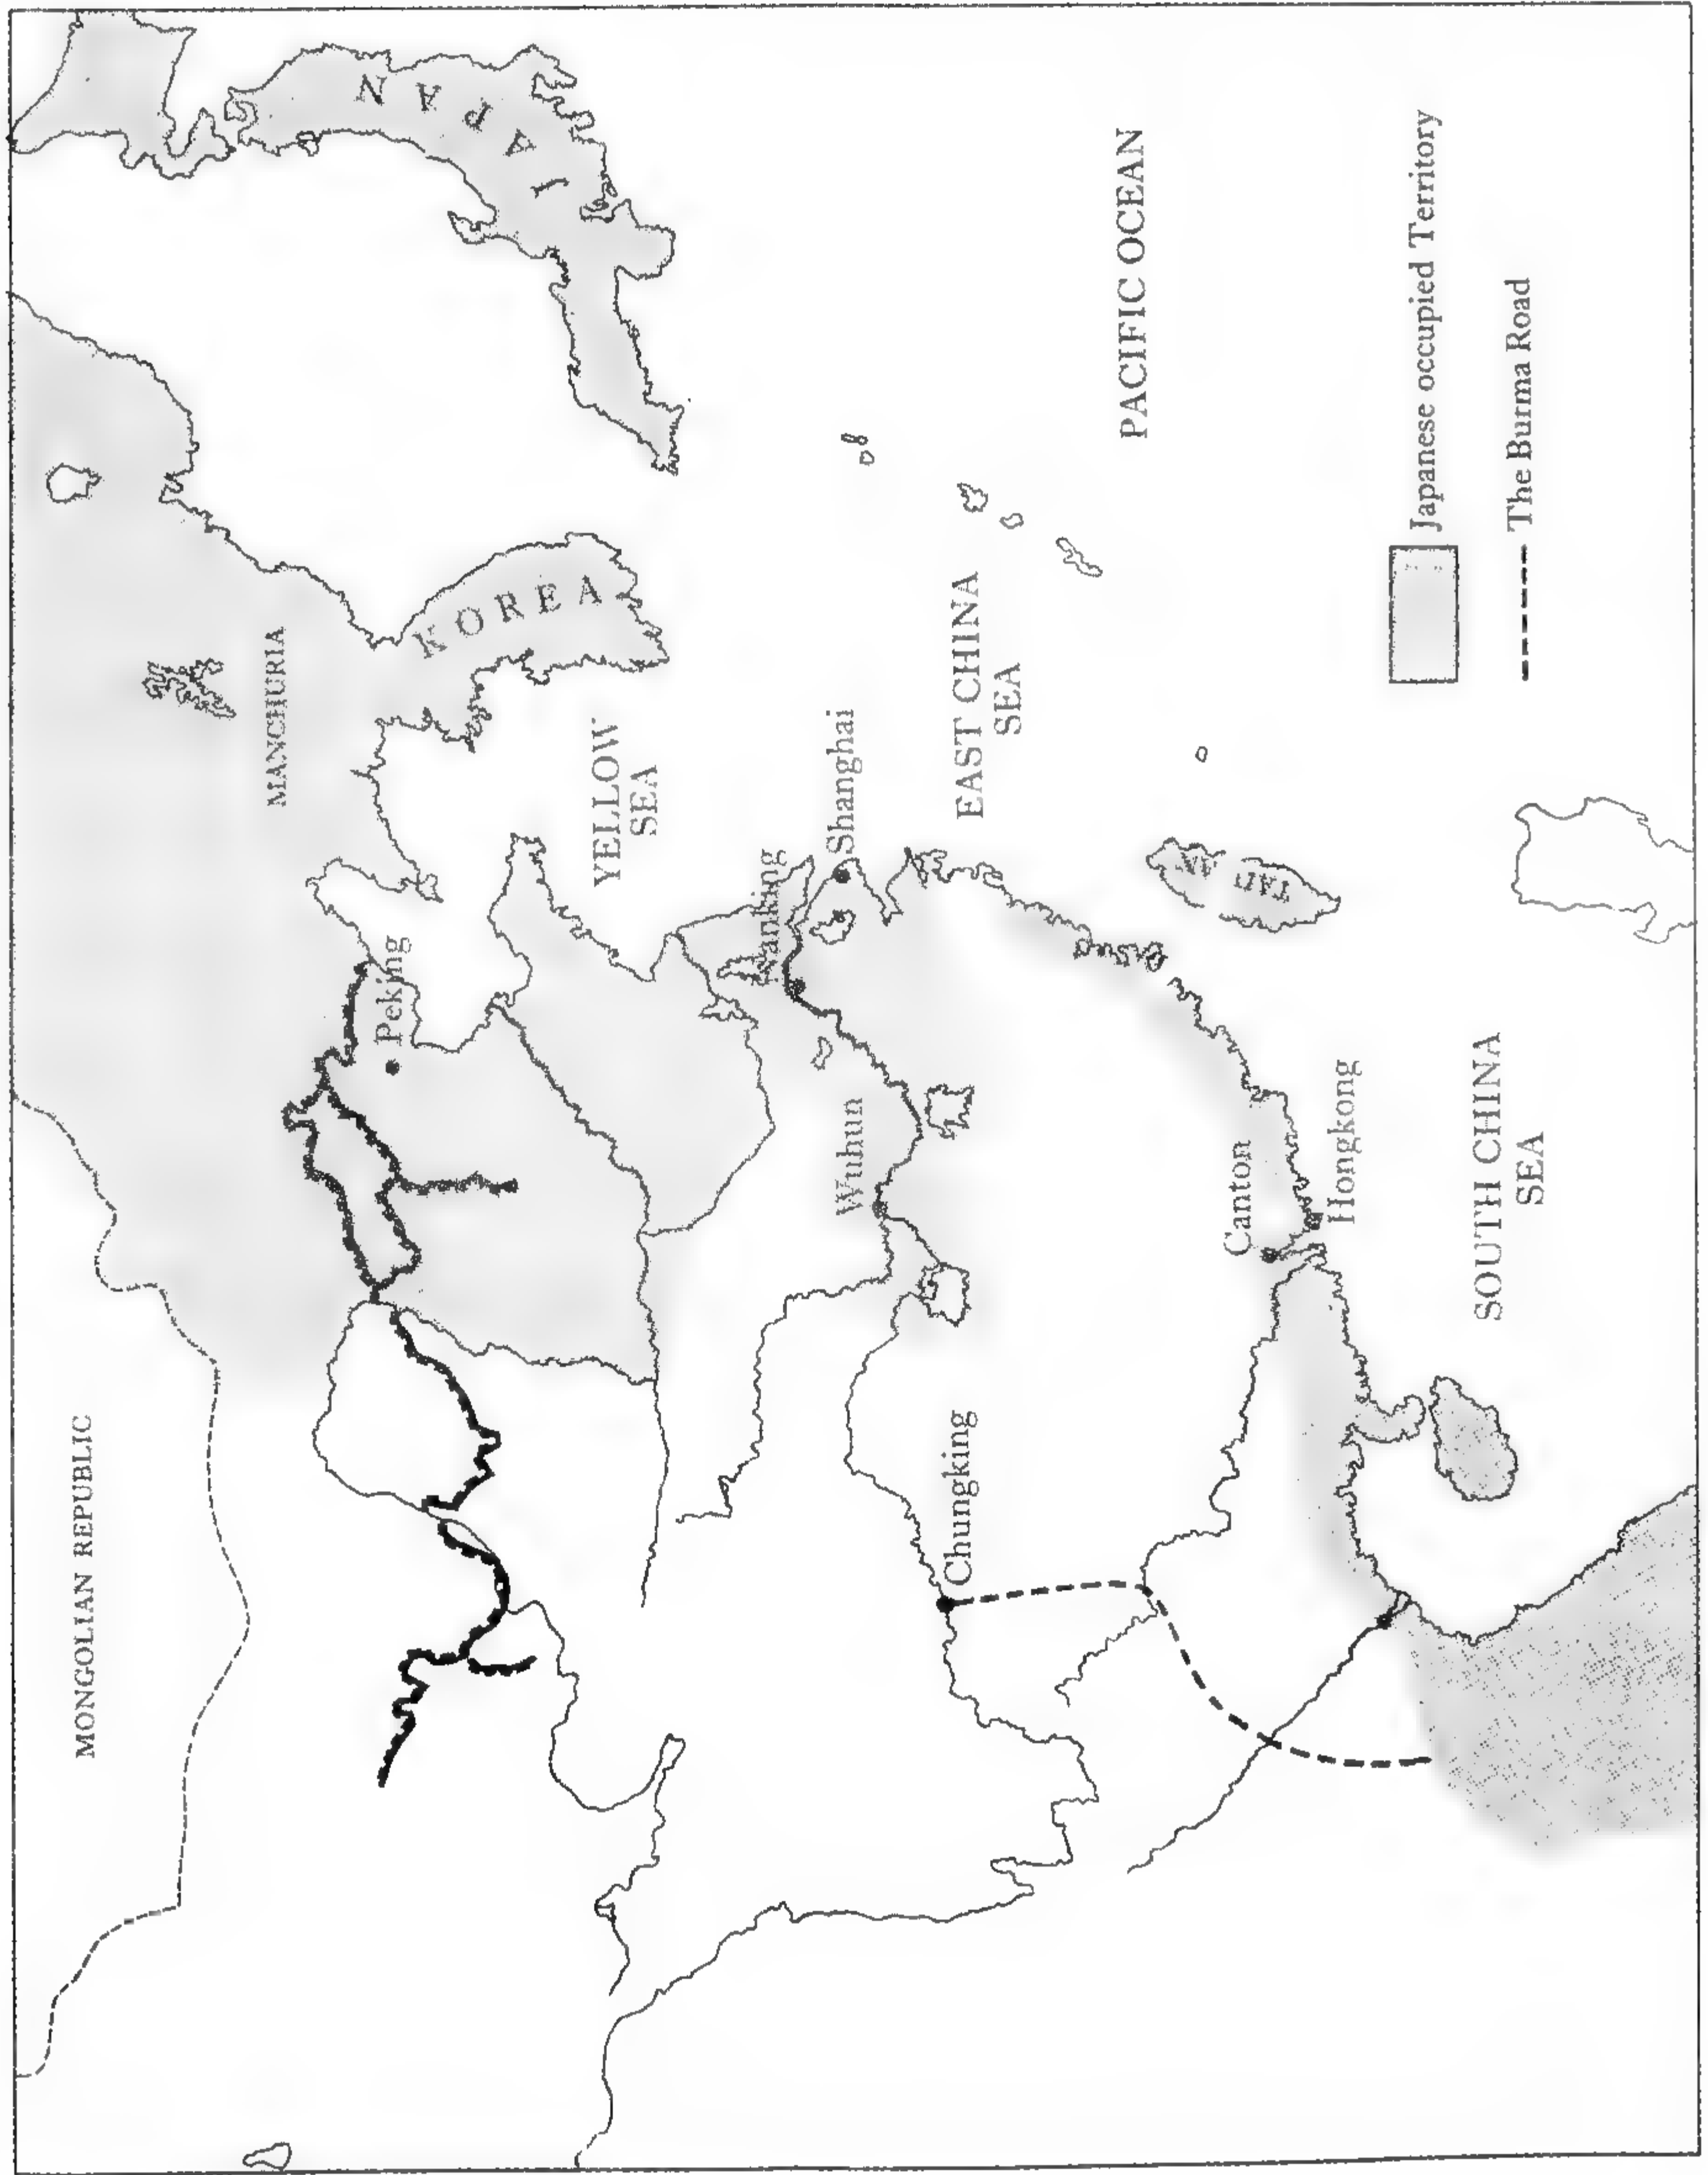 MONGOLIAN REPUBLIC
MANCHURIA
JAPAN
KOREA
Peking
YELLOW
SEA
Nanking
Shanghai
Wuhun
EAST CHINA
SEA
Chungking
PACIFIC OCEAN
TAIWAN
Canton
Hongkong
SOUTH CHINA
SEA
Japanese occupied Territory
The Burma Road